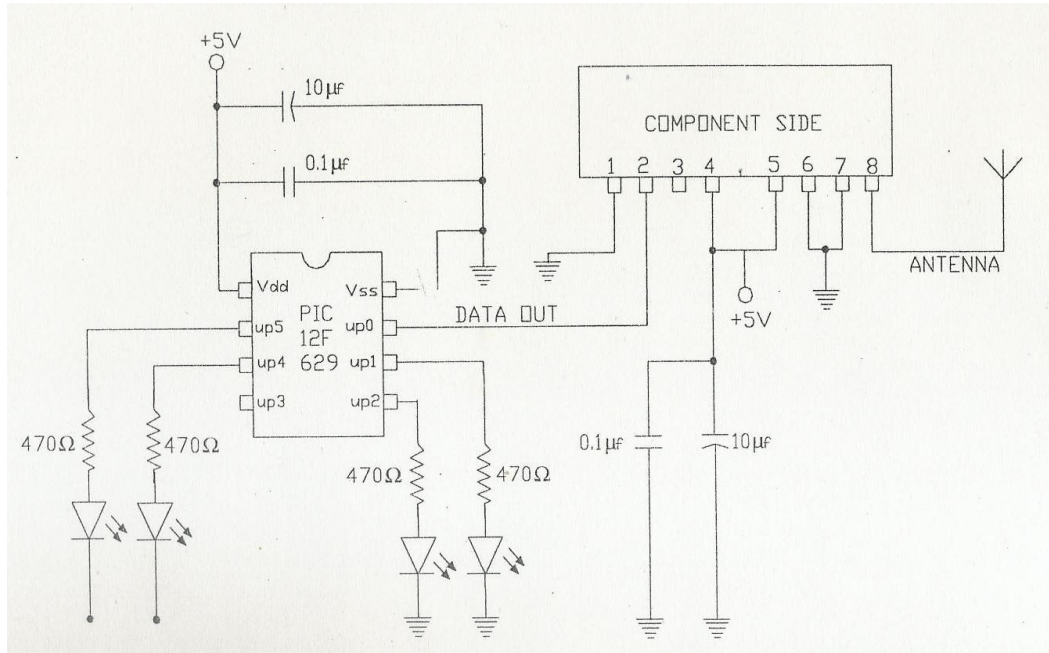 +5V
10µf
0.1µf
COMPONENT SIDE
1 2 3 4 5 6 7 8
ANTENNA
+5V
Vdd
Vss
PIC
12F
629
DATA OUT
up5
up0
up4
up1
up3
up2
470Ω
470Ω
470Ω
470Ω
0.1µf
10µf